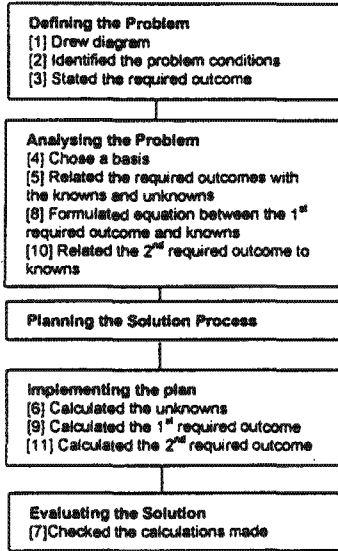 Defining the Problem
[1] Drew diagram
[2] Identified the problem conditions
[3] Stated the required outcome
Analysing the Problem
[4] Chose a basis
[5] Related the required outcomes with
the knowns and unknowns
[8] Formulated equation between the 1st
required outcome and knowns
[10] Related the 2nd required outcome to
knowns
Planning the Solution Process
Implementing the plan
[6] Calculated the unknowns
[9] Calculated the 1st required outcome
[11] Calculated the 2nd required outcome
Evaluating the Solution
[7]Checked the calculations made